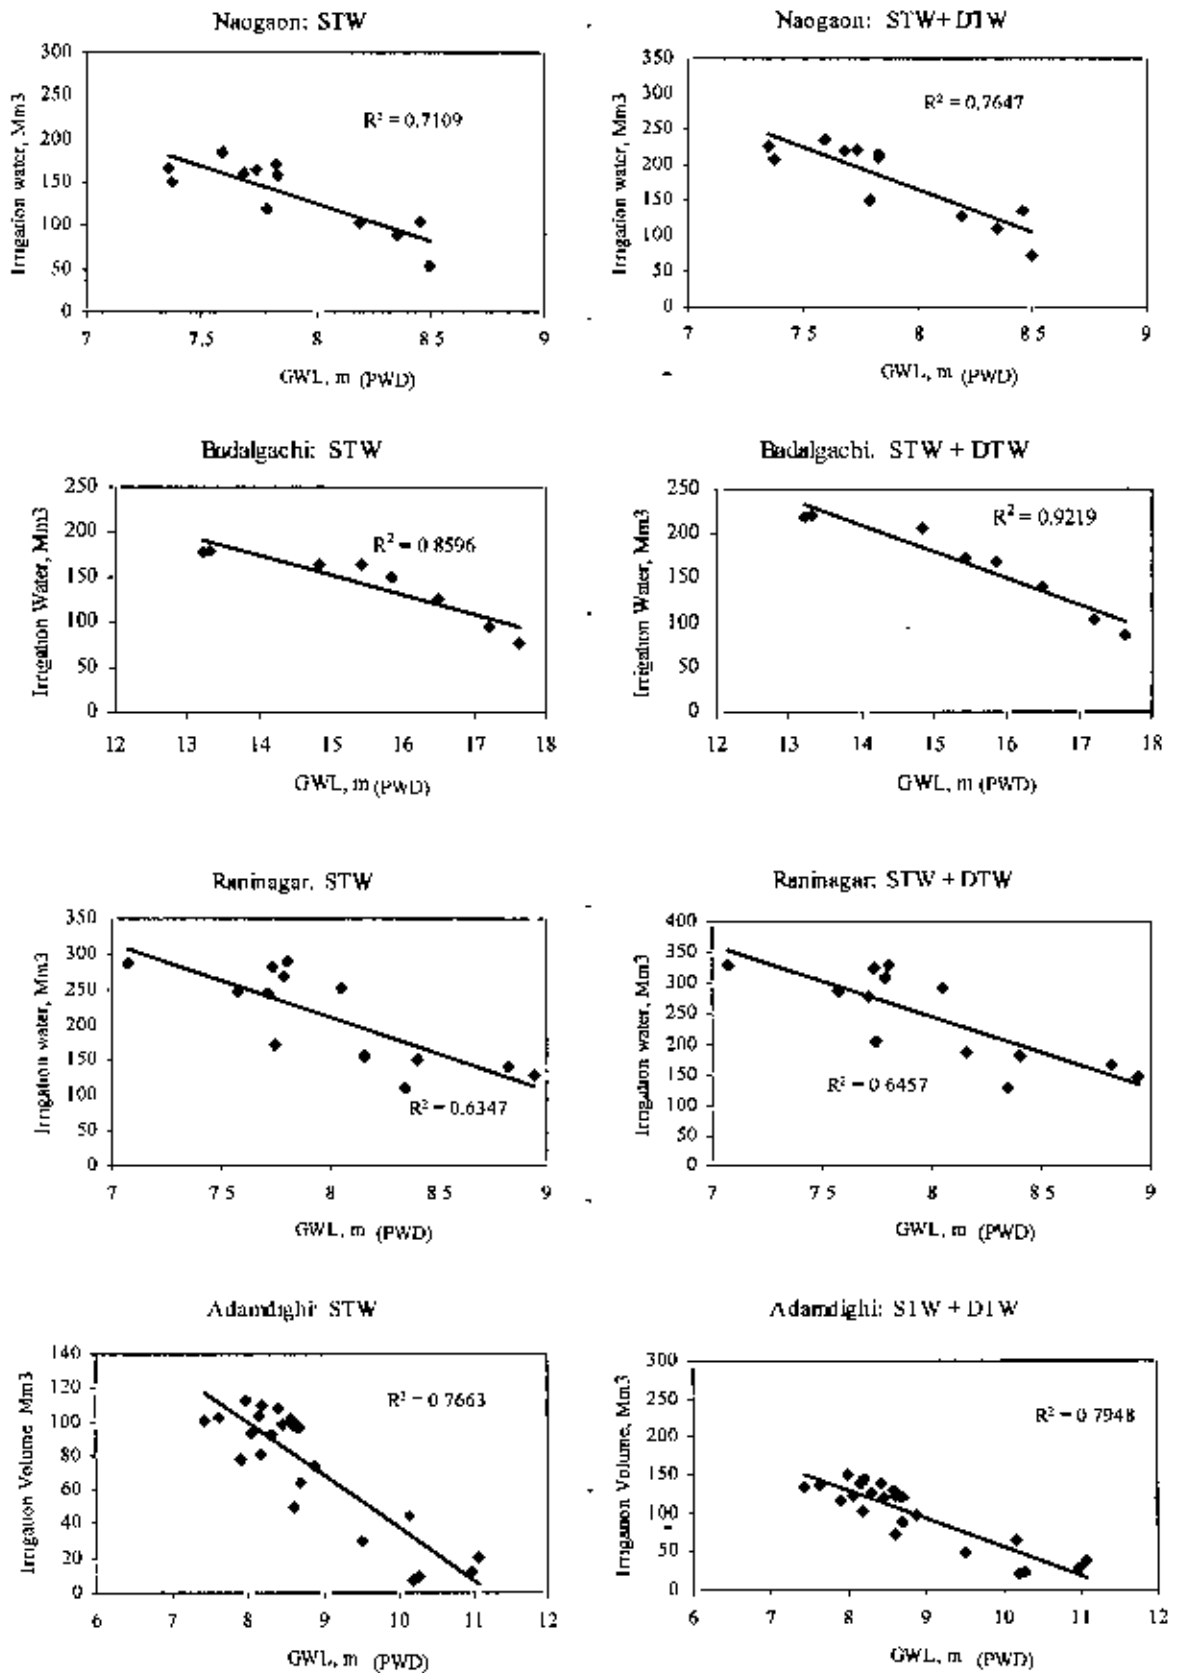 Naogaon: STW
300
250
200
150
100
50
0
Irrigation water, Mm3
R² = 0.7109
7 7.5 8 8.5 9
GWL, m (PWD)
Naogaon: STW+ DTW
350
300
250
200
150
100
50
0
Irrigation water, Mm3
R² = 0.7647
7 7.5 8 8.5 9
GWL, m (PWD)
Badalgachi: STW
250
200
150
100
50
0
Irrigation Water, Mm3
R² = 0.8596
12 13 14 15 16 17 18
GWL, m (PWD)
Badalgachi. STW + DTW
250
200
150
100
50
0
Irrigation Water, Mm3
R² = 0.9219
12 13 14 15 16 17 18
GWL, m (PWD)
Raninagar. STW
350
300
250
200
150
100
50
0
Irrigation water, Mm3
R² = 0.6347
7 7 5 8 8 5 9
GWL, m (PWD)
Raninagar: STW + DTW
400
350
300
250
200
150
100
50
0
Irrigation water, Mm3
R² = 0.6457
7 7 5 8 8 5 9
GWL, m (PWD)
Adamdighi: STW
140
120
100
80
60
40
20
0
Irrigation Volume Mm3
R² = 0 7663
6 7 8 9 10 11 12
GWL, m (PWD)
Adamdighi: STW + DTW
300
250
200
150
100
50
0
Irrigation Volume, Mm3
R² = 0 7948
6 7 8 9 10 11 12
GWL, m (PWD)